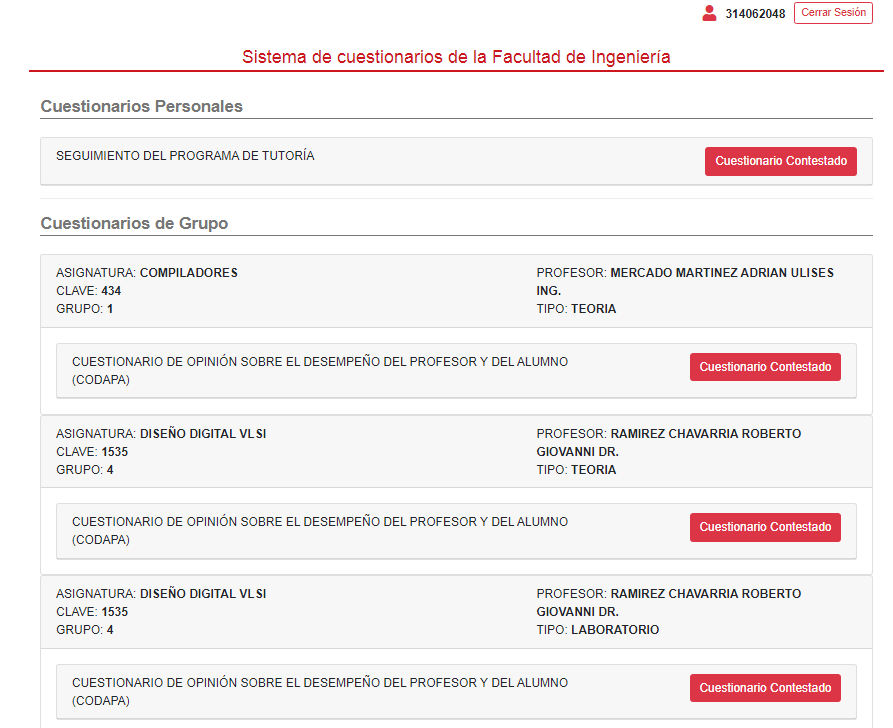 314062048 Cerrar Sesión
Sistema de cuestionarios de la Facultad de Ingeniería
Cuestionarios Personales
SEGUIMIENTO DEL PROGRAMA DE TUTORÍA Cuestionario Contestado
Cuestionarios de Grupo
ASIGNATURA: COMPILADORES
CLAVE: 434
GRUPO: 1
PROFESOR: MERCADO MARTINEZ ADRIAN ULISES
ING.
TIPO: TEORIA
CUESTIONARIO DE OPINIÓN SOBRE EL DESEMPEÑO DEL PROFESOR Y DEL ALUMNO
(CODAPA)
Cuestionario Contestado
ASIGNATURA: DISEÑO DIGITAL VLSI
CLAVE: 1535
GRUPO: 4
PROFESOR: RAMIREZ CHAVARRIA ROBERTO
GIOVANNI DR.
TIPO: TEORIA
CUESTIONARIO DE OPINIÓN SOBRE EL DESEMPEÑO DEL PROFESOR Y DEL ALUMNO
(CODAPA)
Cuestionario Contestado
ASIGNATURA: DISEÑO DIGITAL VLSI
CLAVE: 1535
GRUPO: 4
PROFESOR: RAMIREZ CHAVARRIA ROBERTO
GIOVANNI DR.
TIPO: LABORATORIO
CUESTIONARIO DE OPINIÓN SOBRE EL DESEMPEÑO DEL PROFESOR Y DEL ALUMNO
(CODAPA)
Cuestionario Contestado